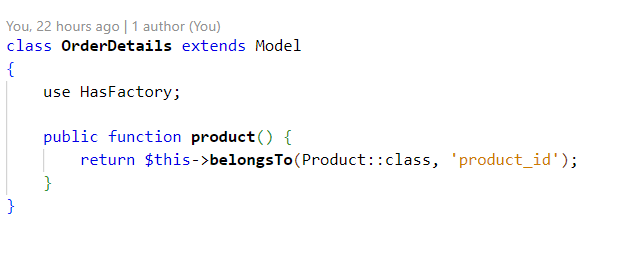 You, 22 hours ago | 1 author (You)
class OrderDetails extends Model
{
    use HasFactory;

    public function product() {
        return $this->belongsTo(Product::class, 'product_id');
    }
}